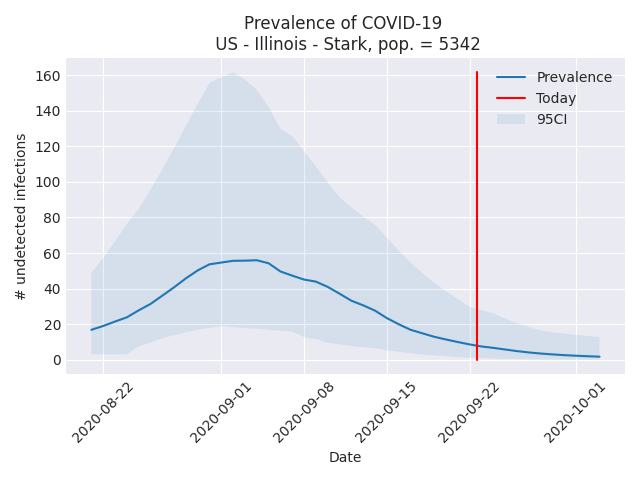 Prevalence of COVID-19
US - Illinois - Stark, pop. = 5342
160
140
120
100
80
60
40
20
0
# undetected infections
Prevalence
Today
95CI
2020-08-22
2020-09-01
2020-09-08
2020-09-15
2020-09-22
2020-10-01
Date